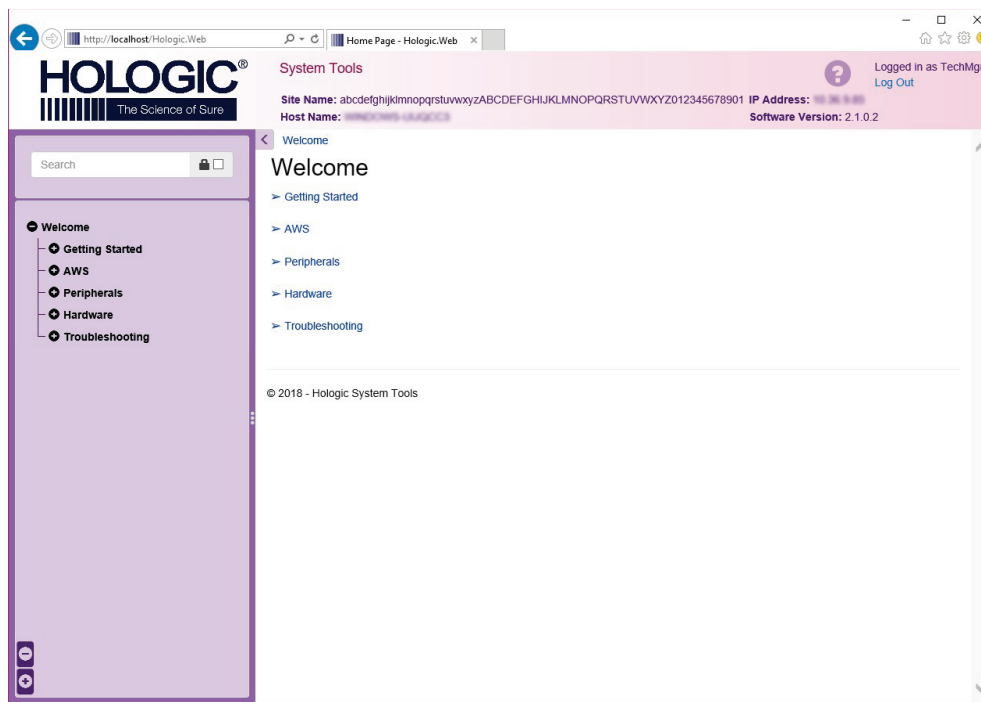 http://localhost/Hologic.Web
Home Page - Hologic.Web
HOLOGIC®
The Science of Sure
System Tools
Site Name: abcdefghijklmnopqrstuvwxyzABCDEFGHIJKLMNOPQRSTUVWXYZ012345678901 IP Address:
Host Name:
Software Version: 2.1.0.2
Logged in as TechMgr
Log Out
Search
Welcome
Getting Started
AWS
Peripherals
Hardware
Troubleshooting
Welcome
Welcome
Getting Started
AWS
Peripherals
Hardware
Troubleshooting
© 2018 - Hologic System Tools